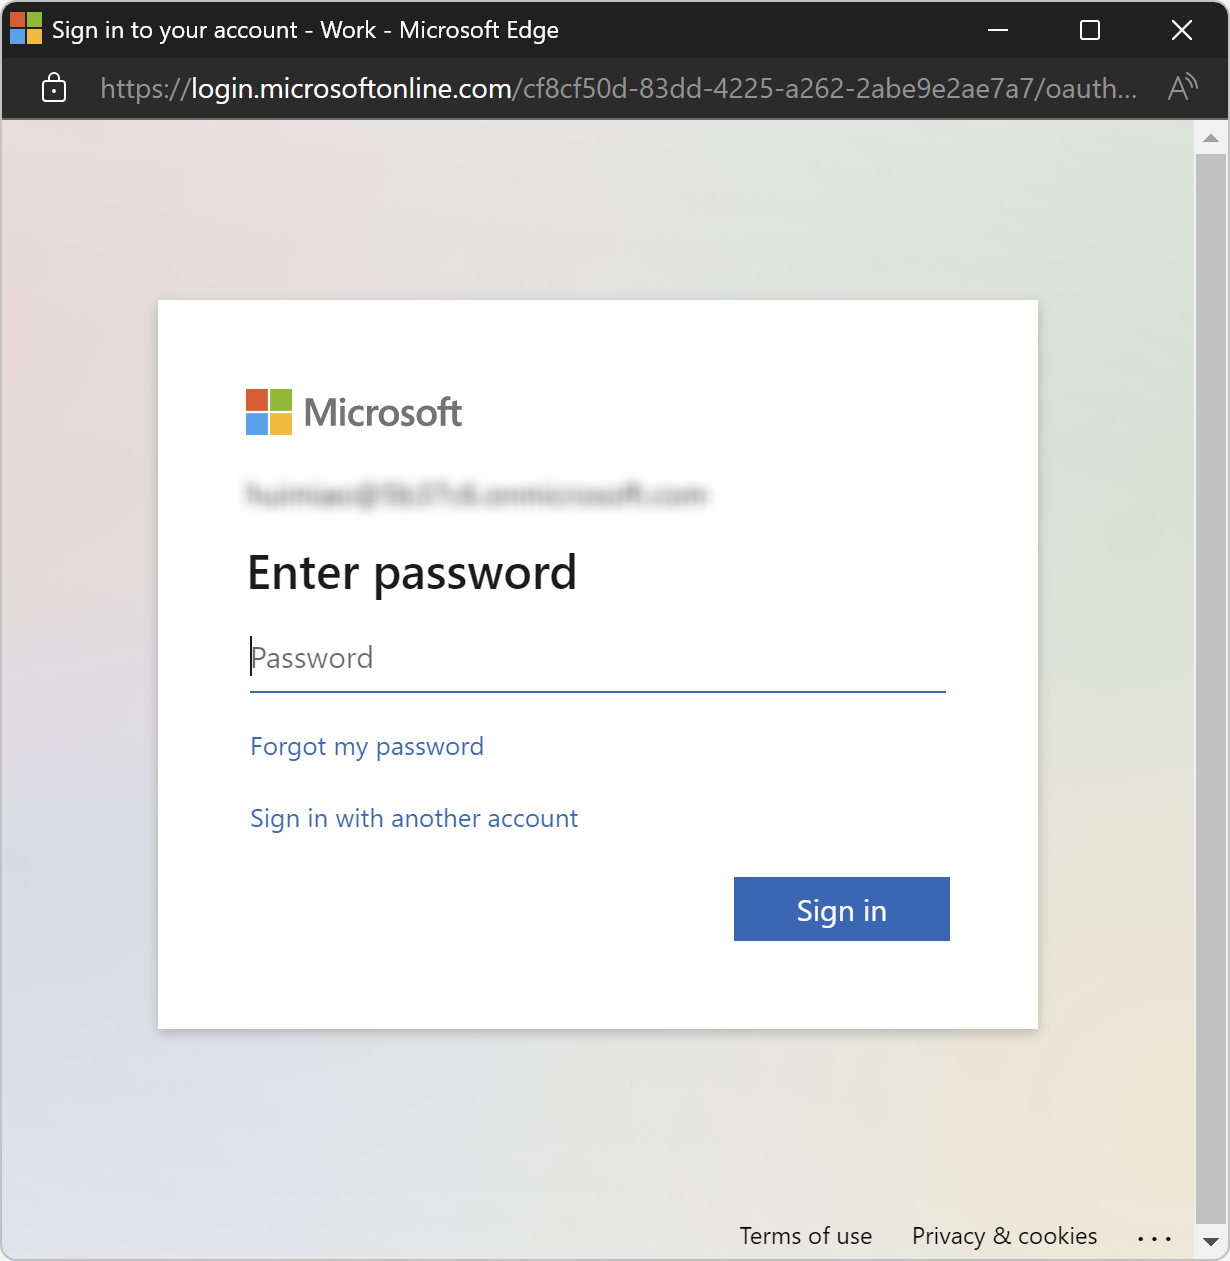 Sign in to your account - Work - Microsoft Edge
https://login.microsoftonline.com/cf8cf50d-83dd-4225-a262-2abe9e2ae7a7/oauth...
Microsoft
Enter password
Password
Forgot my password
Sign in with another account
Sign in
Terms of use Privacy & cookies ...